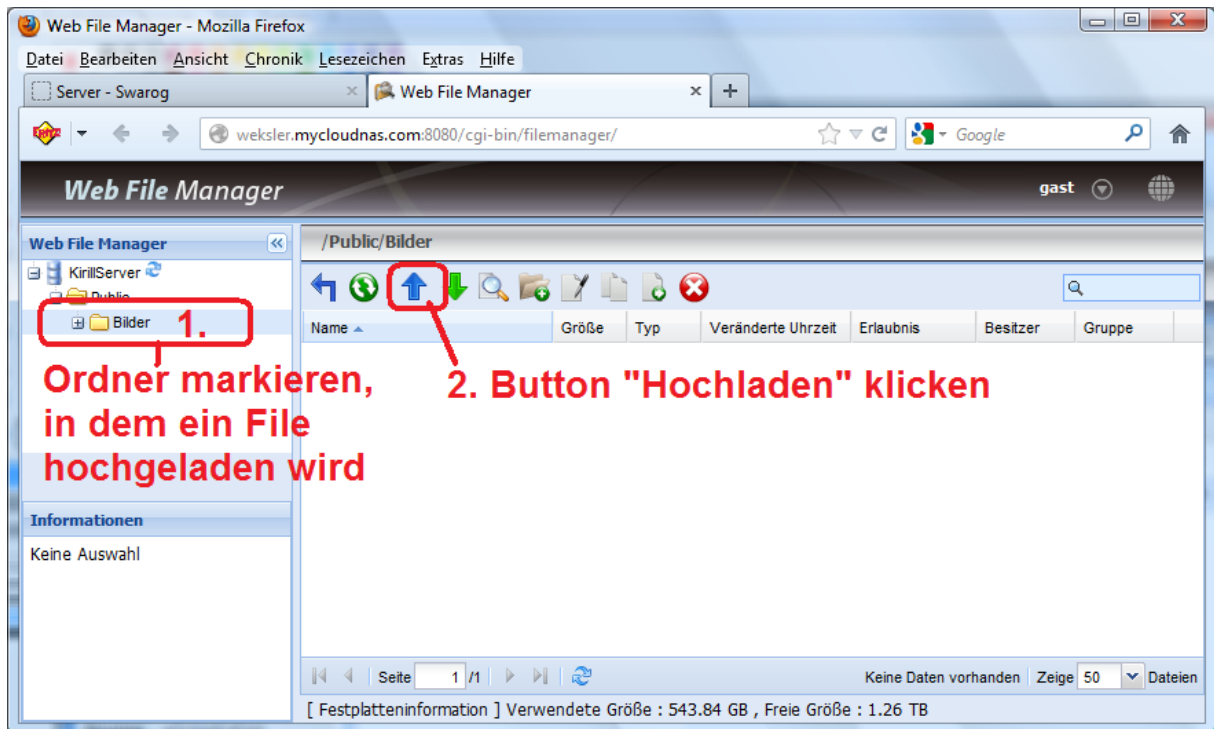 Web File Manager - Mozilla Firefox
Datei Bearbeiten Ansicht Chronik Lesezeichen Extras Hilfe
Server - Swarog
Web File Manager
weksler.mycloudnas.com:8080/cgi-bin/filemanager/
Google
Web File Manager
gast
Web File Manager
/Public/Bilder
KirillServer
Public
Bilder
1.
Name Größe Typ Veränderte Uhrzeit Erlaubnis Besitzer Gruppe
Ordner markieren,
in dem ein File
hochgeladen wird
2. Button "Hochladen" klicken
Informationen
Keine Auswahl
Seite 1 /1
Keine Daten vorhanden
Zeige 50 Dateien
[ Festplatteninformation ] Verwendete Größe : 543.84 GB , Freie Größe : 1.26 TB